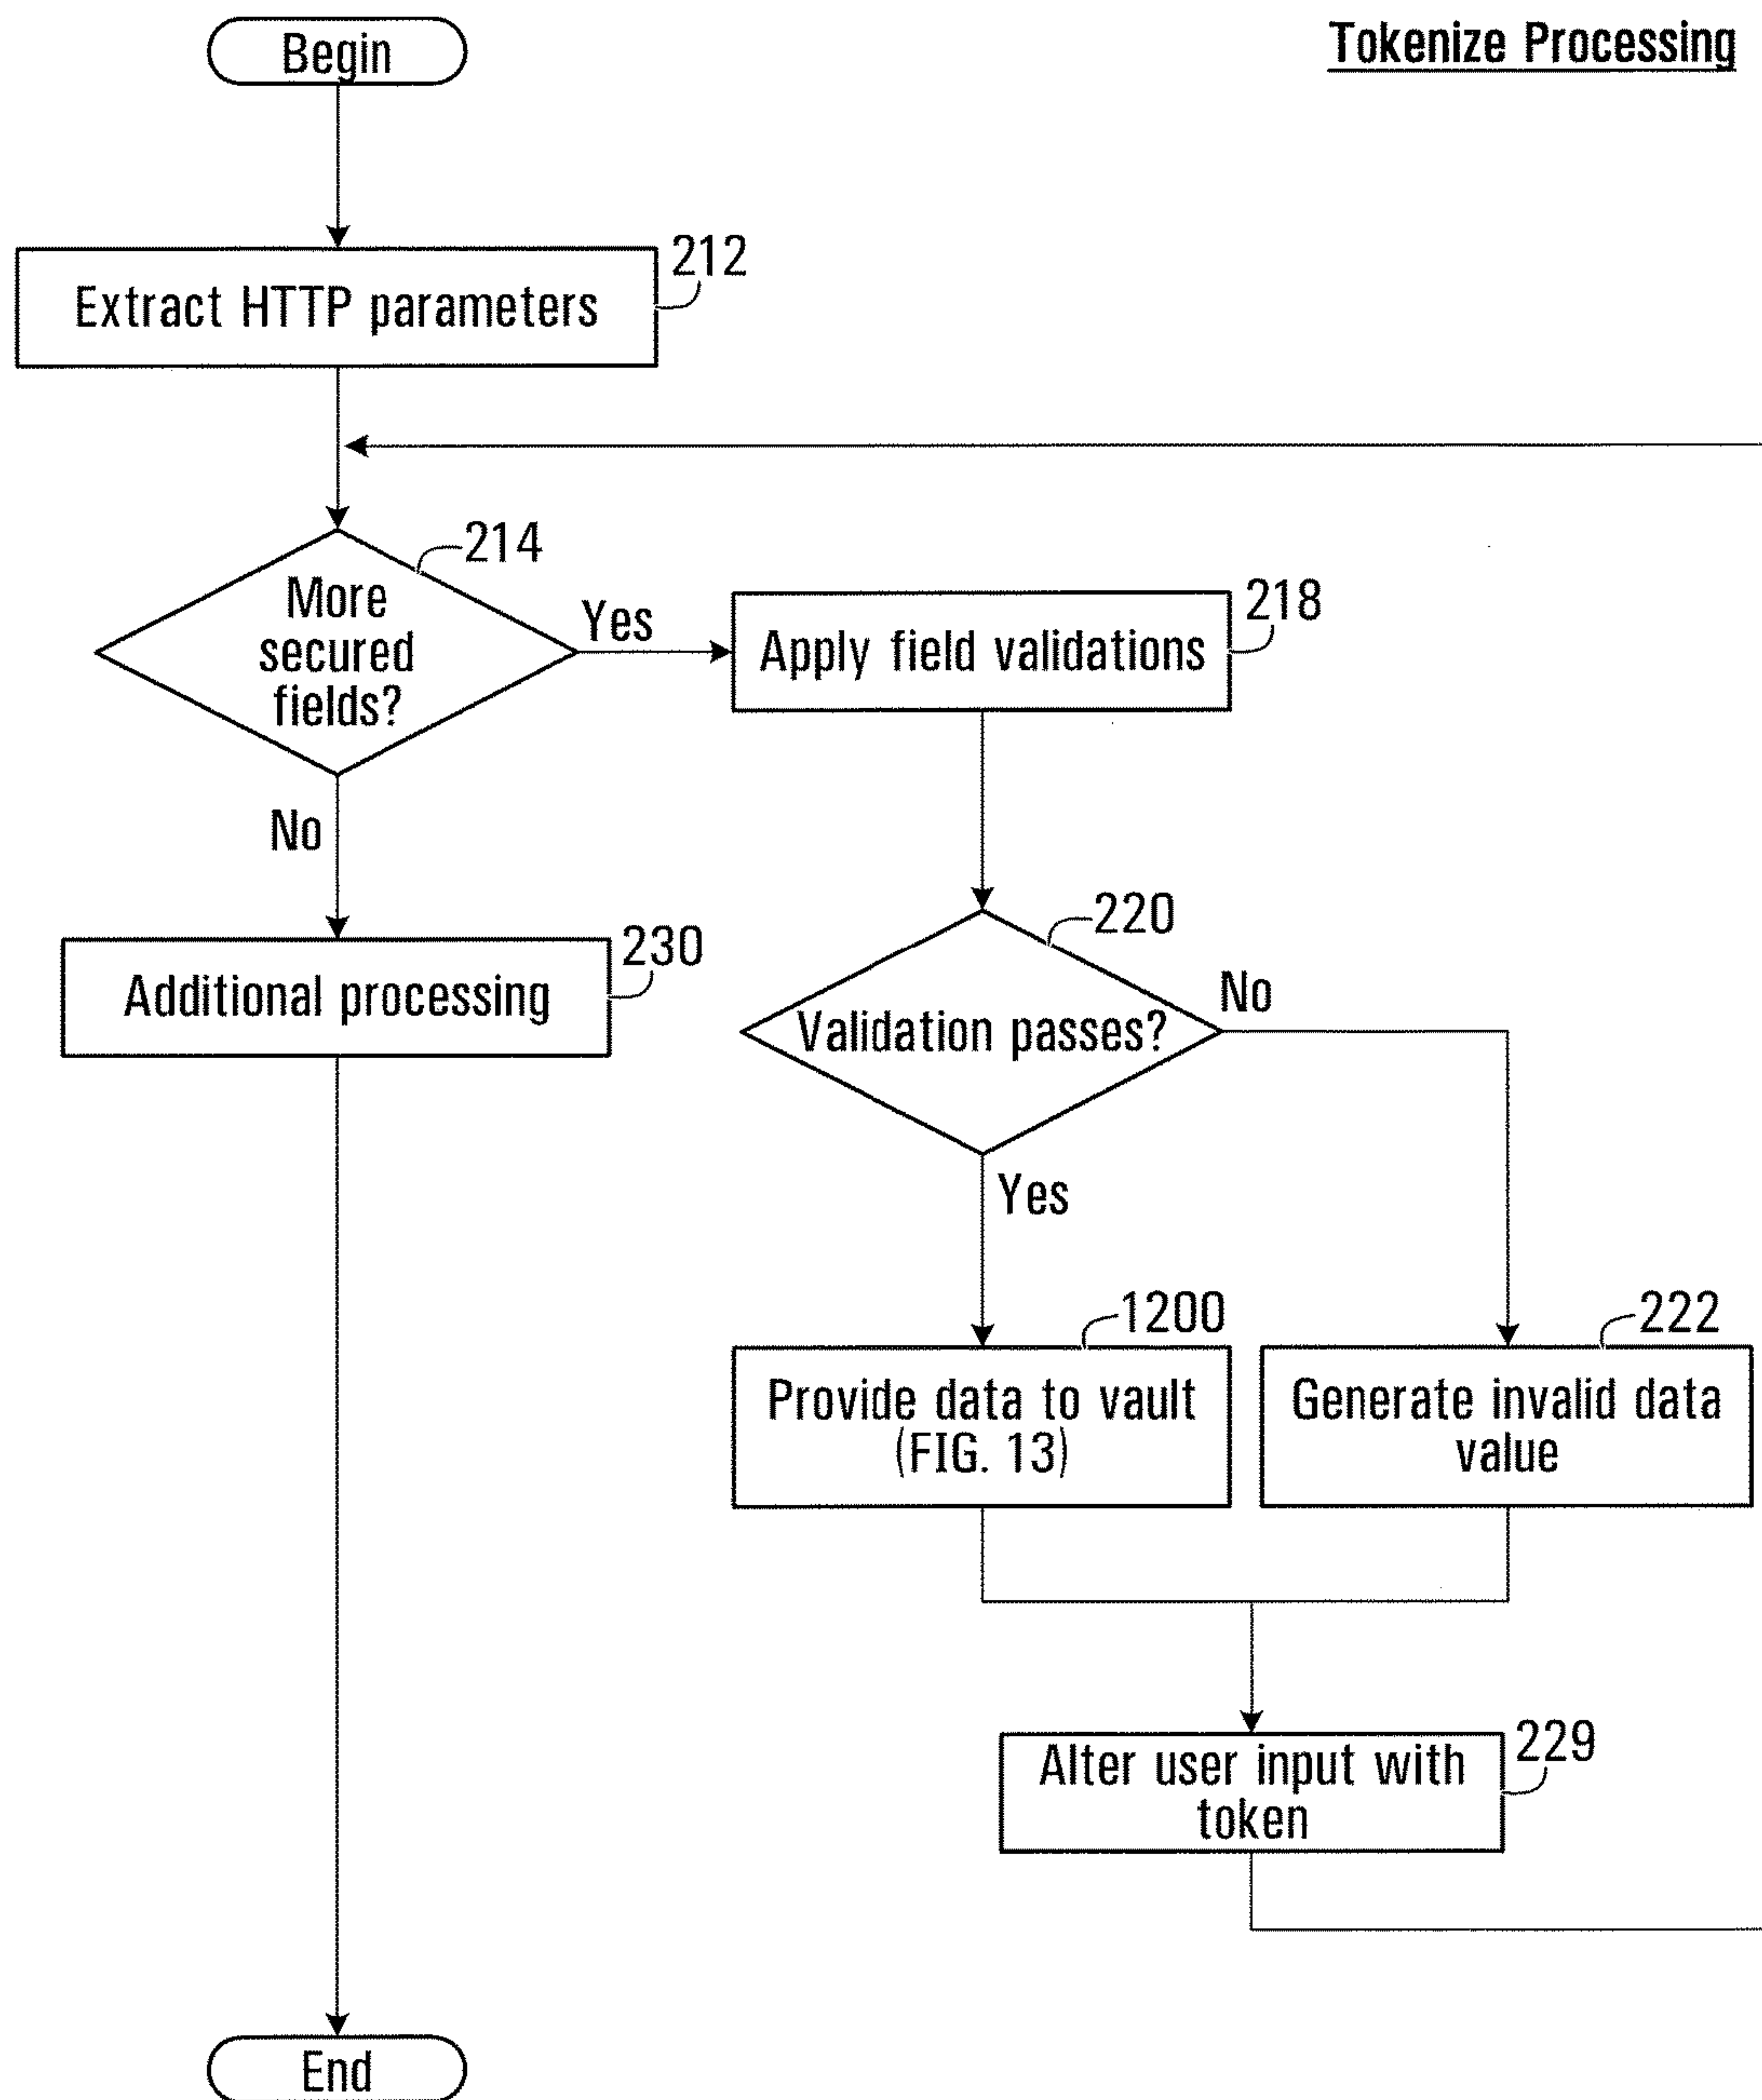 Tokenize Processing
Begin
212
Extract HTTP parameters
214
More
secured
fields?
Yes
218
Apply field validations
No
220
Validation passes?
No
230
Additional processing
Yes
1200
Provide data to vault
(FIG. 13)
222
Generate invalid data
value
229
Alter user input with
token
End